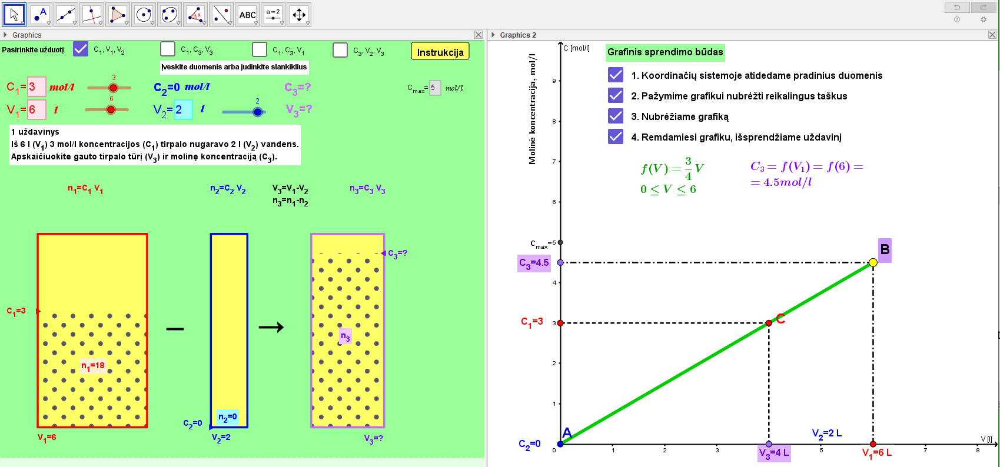 ABC
a=2
Graphics
Graphics 2
Pasirinkite užduotį
C1, V1, V2
C1, C3, V3
C1, C3, V1
C3, V2, V3
Instrukcija
Įveskite duomenis arba judinkite slankiklius
C1=3 mol/l
3
C2=0 mol/l
C3=?
Cmax=5 mol/l
V1=6 l
6
V2=2 l
2
V3=?
1 uždavinys
Iš 6 l (V1) 3 mol/l koncentracijos (C1) tirpalo nugaravo 2 l (V2) vandens.
Apskaičiuokite gauto tirpalo tūrį (V3) ir molinę koncentraciją (C3).
n1=C1 V1
n2=C2 V2
V3=V1-V2
n3=n1-n2
n3=C3 V3
C3=?
C1=3
n3
n1=18
n2=0
C2=0
V1=6
V2=2
V3=?
C [mol/l]
Molinė koncentracija, mol/l
Grafinis sprendimo būdas
1. Koordinačių sistemoje atidedame pradinius duomenis
2. Pažymime grafikui nubrėžti reikalingus taškus
3. Nubrėžiame grafiką
4. Remdamiesi grafiku, išsprendžiame uždavinį
f(V) = 3/4 V
0 ≤ V ≤ 6
C3 = f(V1) = f(6) =
= 4.5mol/l
9
8
7
6
Cmax=5
B
C3=4.5
4
C1=3
3
C
2
1
A
V2=2 L
C2=0
V [l]
0
1
2
3
V3=4 L
5
V1=6 L
7
8